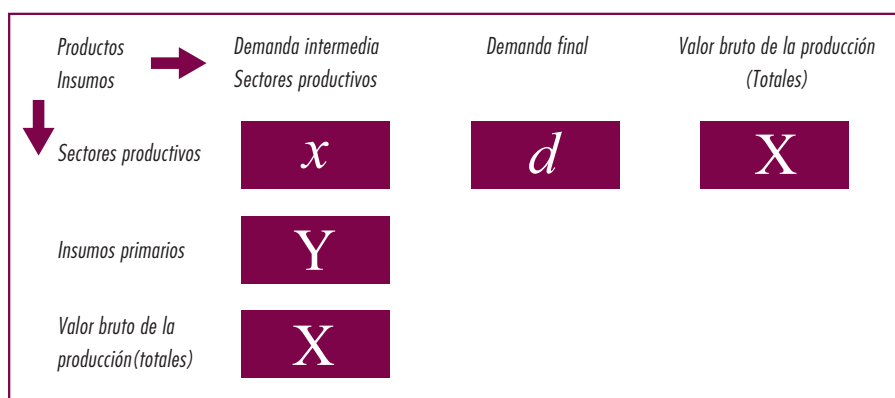 Productos
Insumos
Demanda intermedia
Sectores productivos
Demanda final
Valor bruto de la producción
(Totales)
Sectores productivos
x
d
X
Insumos primarios
Y
Valor bruto de la
producción(totales)
X